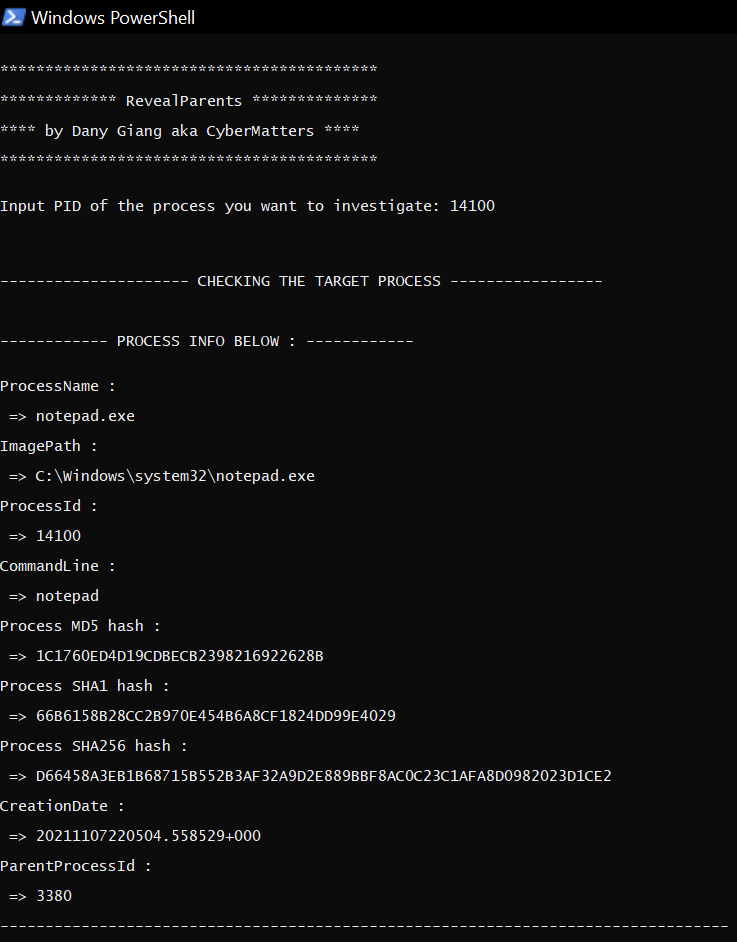 Windows PowerShell
******************************************
************* RevealParents **************
**** by Dany Giang aka CyberMatters ****
******************************************
Input PID of the process you want to investigate: 14100
--------------------- CHECKING THE TARGET PROCESS -----------------
------------ PROCESS INFO BELOW : ------------
ProcessName :
=> notepad.exe
ImagePath :
=> C:\Windows\system32\notepad.exe
ProcessId :
=> 14100
CommandLine :
=> notepad
Process MD5 hash :
=> 1C1760ED4D19CDBECB2398216922628B
Process SHA1 hash :
=> 66B6158B28CC2B970E454B6A8CF1824DD99E4029
Process SHA256 hash :
=> D66458A3EB1B68715B552B3AF32A9D2E889BBF8AC0C23C1AFA8D0982023D1CE2
CreationDate :
=> 20211107220504.558529+000
ParentProcessId :
=> 3380
---------------------------------------------------------------------------------